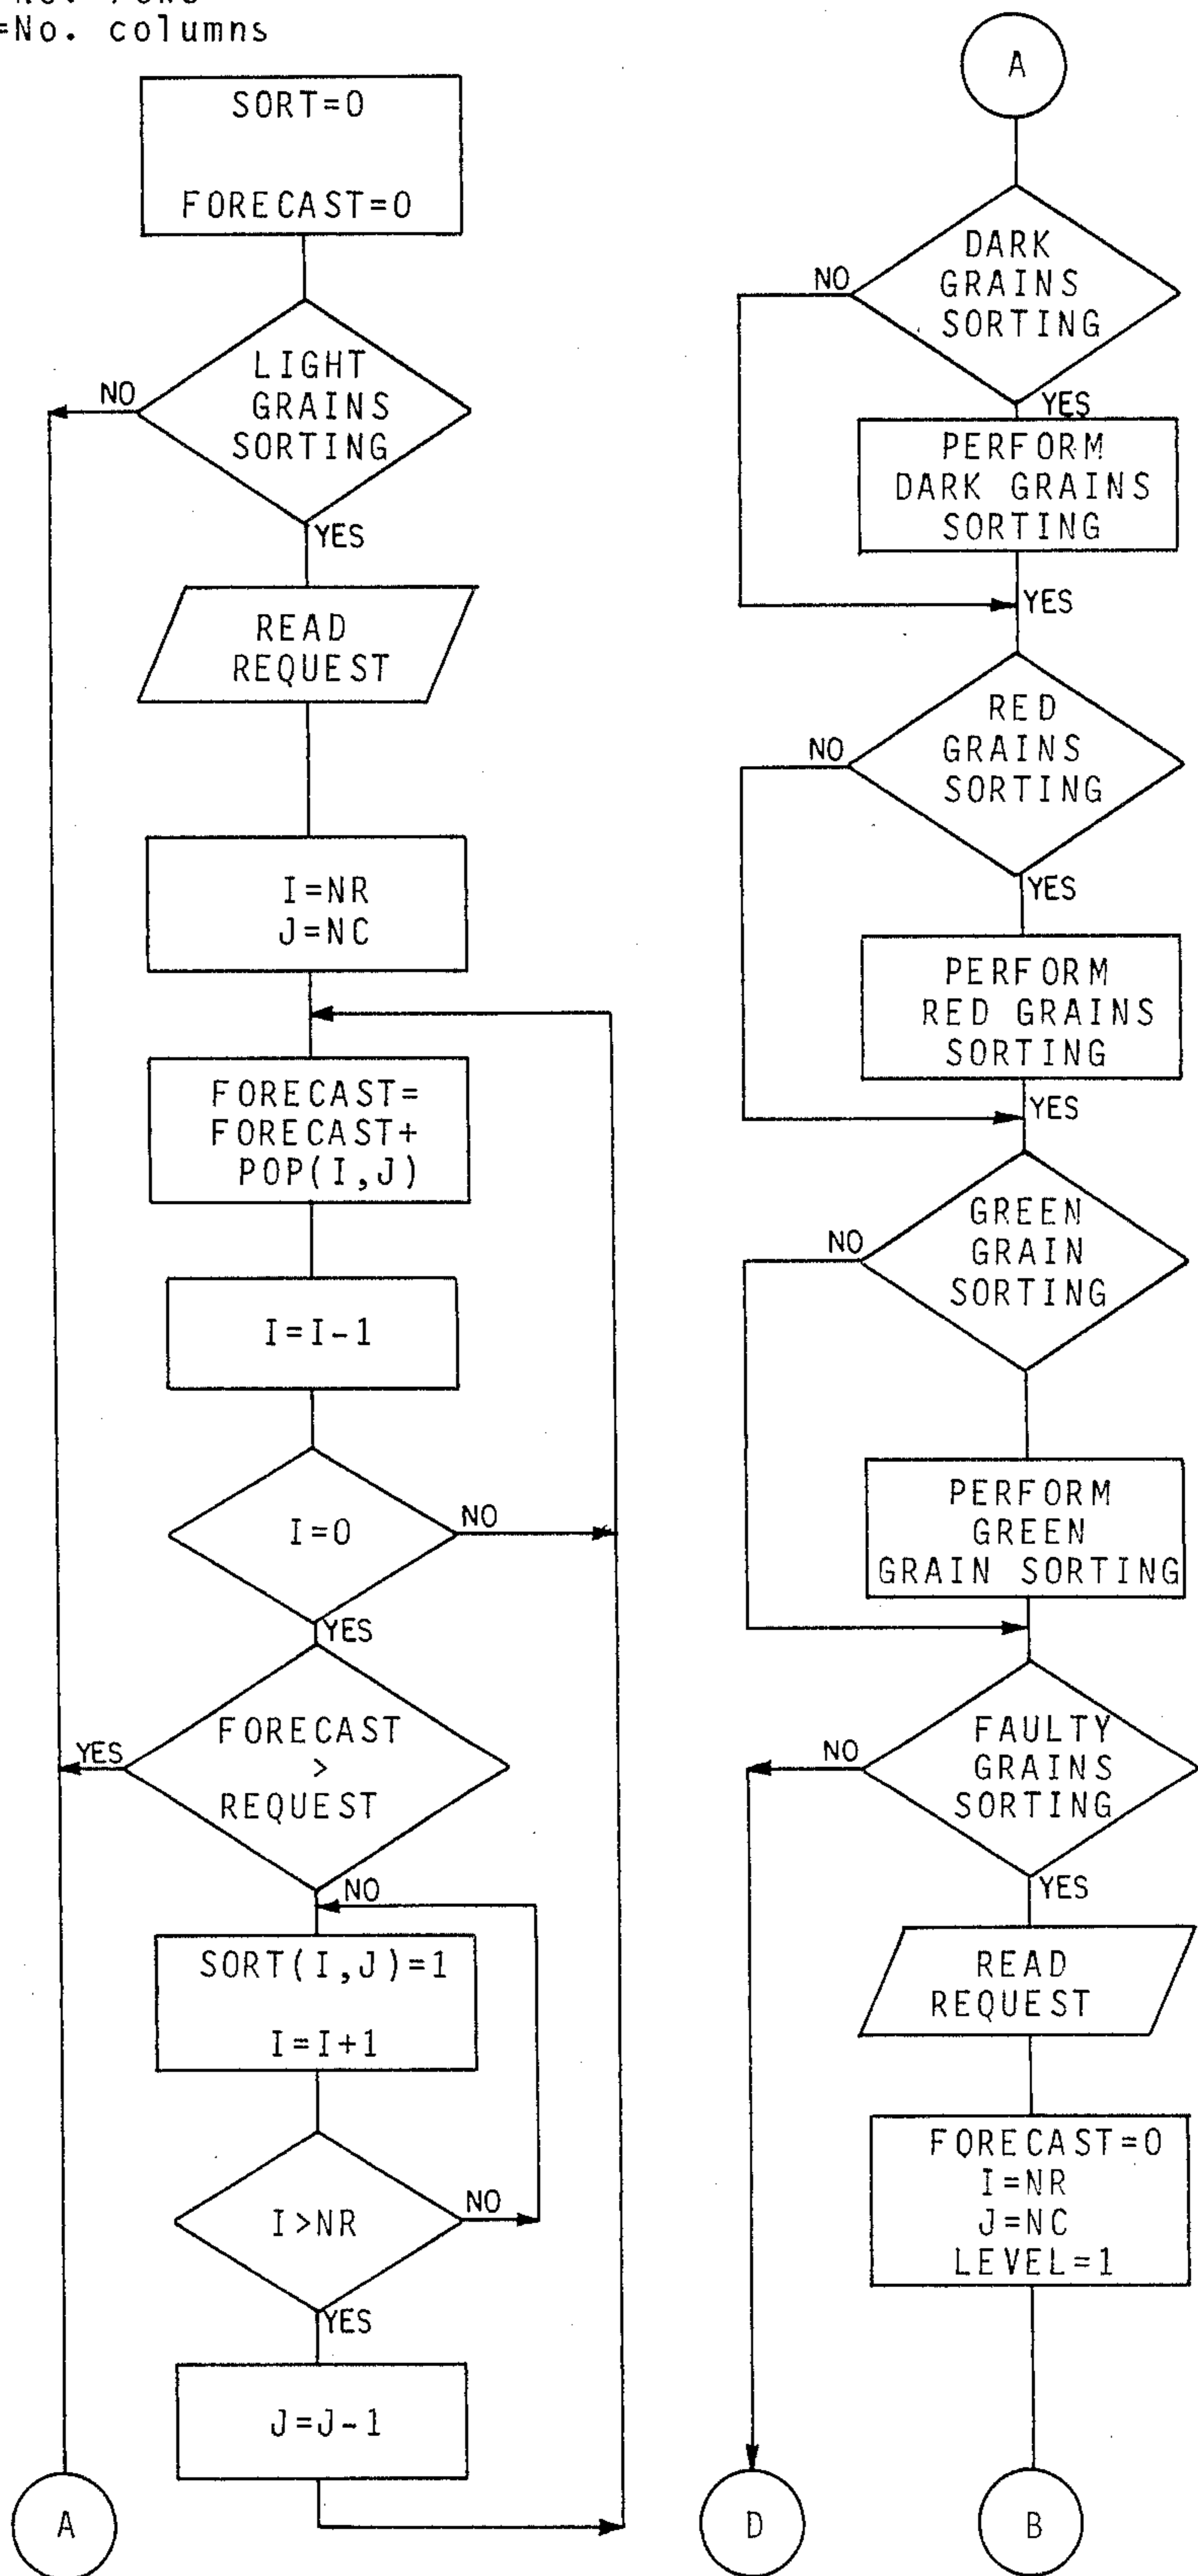 =No. columns
SORT=0
FORECAST=0
LIGHT
GRAINS
SORTING
NO
YES
READ
REQUEST
I=NR
J=NC
FORECAST=
FORECAST+
POP(I,J)
I=I-1
I=0
NO
YES
FORECAST
>
REQUEST
YES
NO
SORT(I,J)=1
I=I+1
I>NR
NO
YES
J=J-1
A
A
DARK
GRAINS
SORTING
NO
YES
PERFORM
DARK GRAINS
SORTING
YES
RED
GRAINS
SORTING
NO
YES
PERFORM
RED GRAINS
SORTING
YES
GREEN
GRAIN
SORTING
NO
PERFORM
GREEN
GRAIN SORTING
FAULTY
GRAINS
SORTING
NO
YES
READ
REQUEST
FORECAST=0
I=NR
J=NC
LEVEL=1
D
B